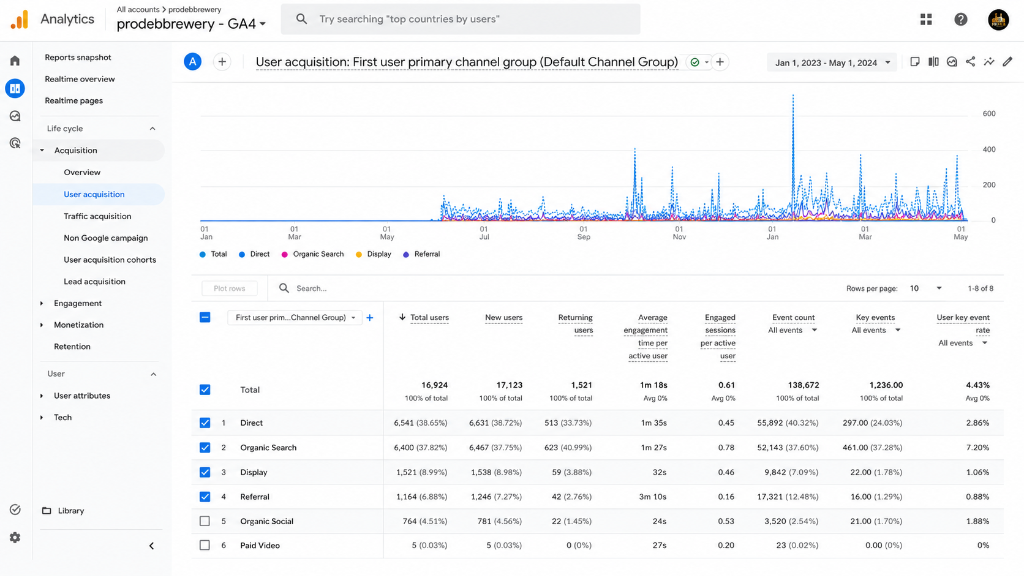 Analytics
All accounts > prodebbrewery
prodebbrewery - GA4
Try searching "top countries by users"
Reports snapshot
Realtime overview
Realtime pages
Life cycle
Acquisition
Overview
User acquisition
Traffic acquisition
Non Google campaign
User acquisition cohorts
Lead acquisition
Engagement
Monetization
Retention
User
User attributes
Tech
Library
A
User acquisition: First user primary channel group (Default Channel Group)
Jan 1, 2023 - May 1, 2024
600
400
200
0
01 Jan
01 Mar
01 May
01 Jul
01 Sep
01 Nov
01 Jan
01 Mar
01 May
Total Direct Organic Search Display Referral
Plot rows
Search...
Rows per page: 10 1-8 of 8
First user prim...Channel Group)
Total users
New users
Returning users
Average engagement time per active user
Engaged sessions per active user
Event count All events
Key events All events
User key event rate All events
Total 16,924 17,123 1,521 1m 18s 0.61 138,672 1,236.00 4.43%
100% of total 100% of total 100% of total Avg 0% Avg 0% 100% of total 100% of total Avg 0%
1 Direct 6,541 (38.65%) 6,631 (38.72%) 513 (33.73%) 1m 35s 0.45 55,892 (40.32%) 297.00 (24.03%) 2.86%
2 Organic Search 6,400 (37.82%) 6,467 (37.75%) 623 (40.99%) 1m 27s 0.78 52,143 (37.60%) 461.00 (37.28%) 7.20%
3 Display 1,521 (8.99%) 1,538 (8.98%) 59 (3.88%) 32s 0.46 9,842 (7.09%) 22.00 (1.78%) 1.06%
4 Referral 1,164 (6.88%) 1,246 (7.27%) 42 (2.76%) 3m 10s 0.16 17,321 (12.48%) 16.00 (1.29%) 0.88%
5 Organic Social 764 (4.51%) 781 (4.56%) 22 (1.45%) 24s 0.53 3,520 (2.54%) 21.00 (1.70%) 1.88%
6 Paid Video 5 (0.03%) 5 (0.03%) 0 (0%) 27s 0.20 23 (0.02%) 0.00 (0%) 0%